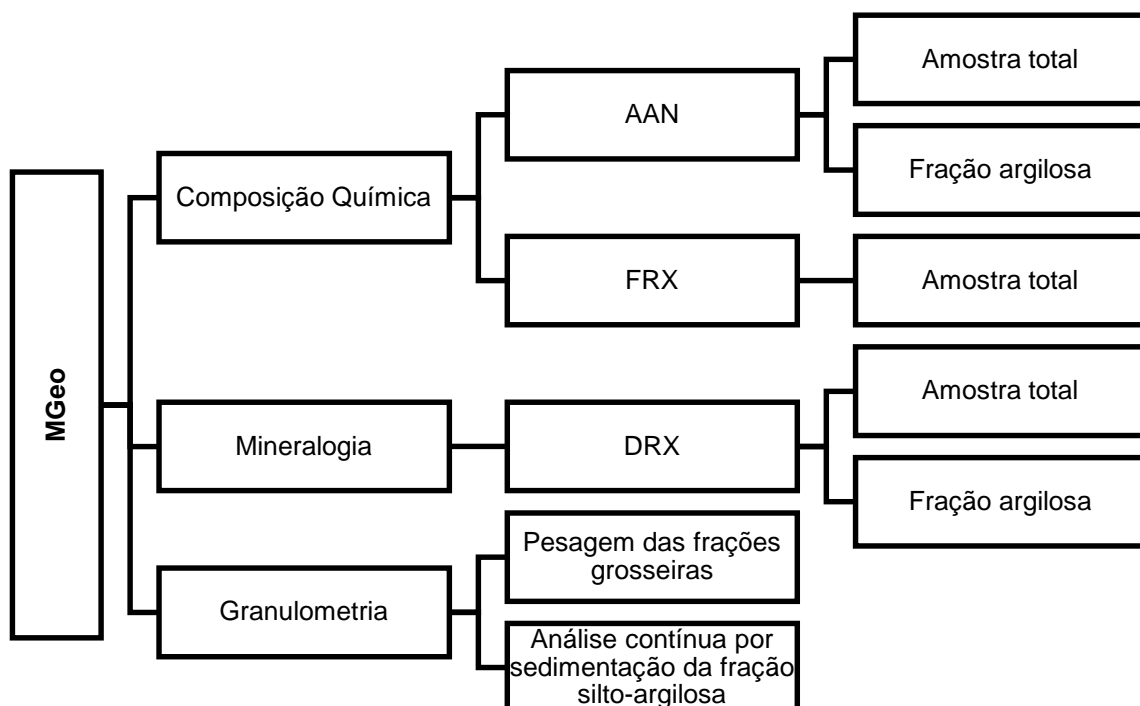 MGeo
Composição Química
AAN
Amostra total
Fração argilosa
FRX
Amostra total
Mineralogia
DRX
Amostra total
Fração argilosa
Granulometria
Pesagem das frações
grosseiras
Análise contínua por
sedimentação da fração
silto-argilosa